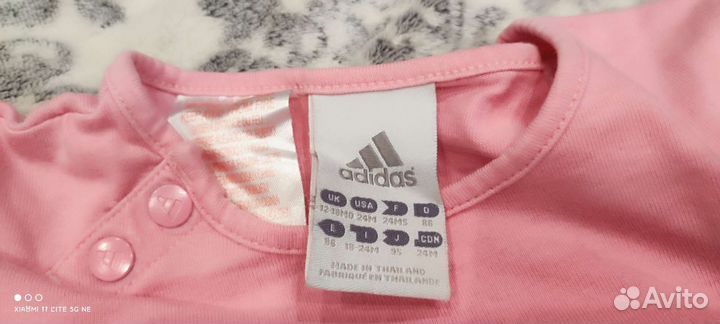 adidas
UK USA F D
12-18M0 24M 24MS 86
E I J CDN
86 18-24M 95 24M
MADE IN THAILAND
FABRIQUÉ EN THAILANDE
XIAOMI 11 LITE 5G NE
Avito